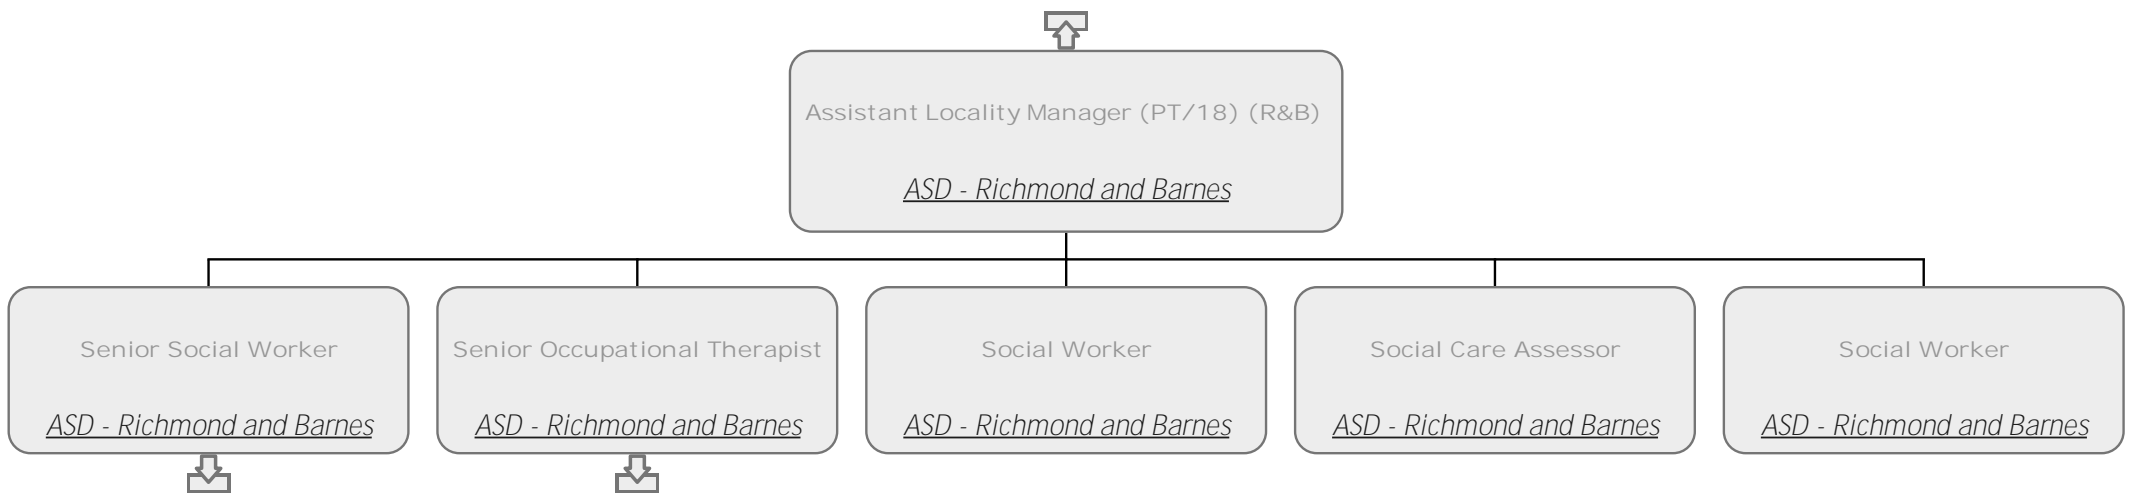 Assistant Locality Manager (PT/18) (R&B)
ASD - Richmond and Barnes
Senior Social Worker
ASD - Richmond and Barnes
Senior Occupational Therapist
ASD - Richmond and Barnes
Social Worker
ASD - Richmond and Barnes
Social Care Assessor
ASD - Richmond and Barnes
Social Worker
ASD - Richmond and Barnes